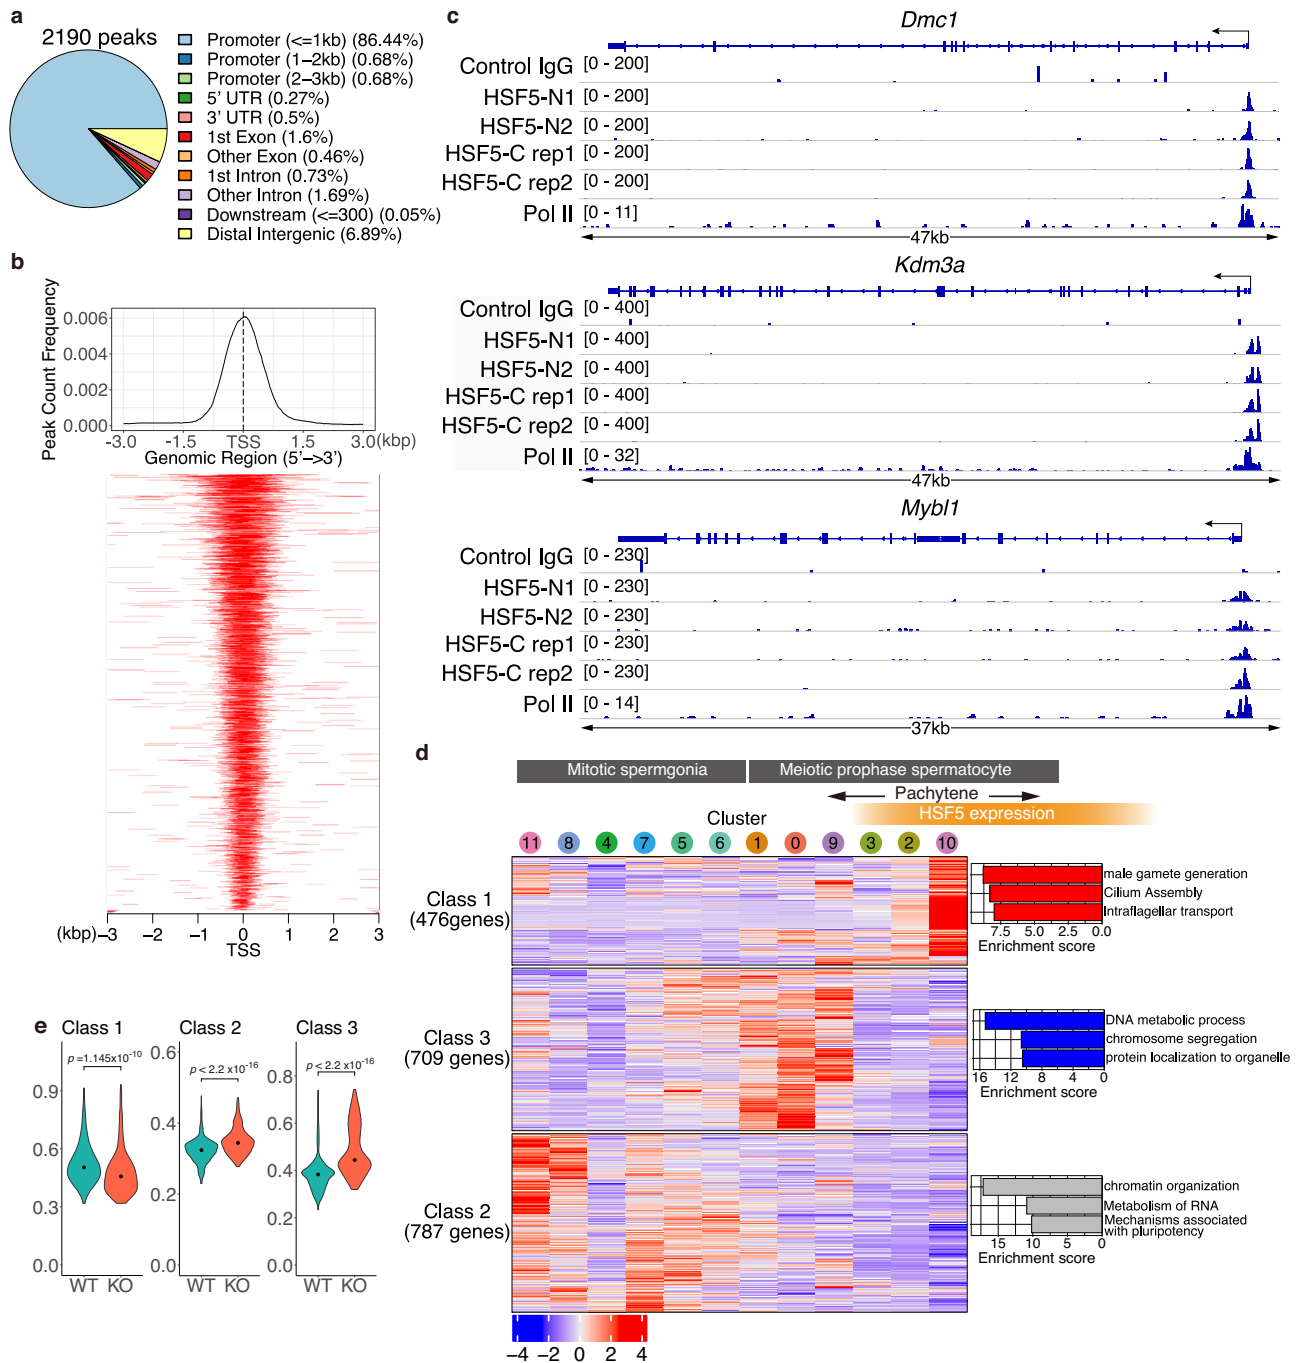 a
2190 peaks
Promoter (<=1kb) (86.44%)
Promoter (1−2kb) (0.68%)
Promoter (2−3kb) (0.68%)
5' UTR (0.27%)
3' UTR (0.5%)
1st Exon (1.6%)
Other Exon (0.46%)
1st Intron (0.73%)
Other Intron (1.69%)
Downstream (<=300) (0.05%)
Distal Intergenic (6.89%)
b
Peak Count Frequency
0.006
0.004
0.002
0.000
-3.0 -1.5 TSS 1.5 3.0 (kbp)
Genomic Region (5'−>3')
(kbp) −3 −2 −1 0 1 2 3
TSS
c
Dmc1
Control IgG [0 - 200]
HSF5-N1 [0 - 200]
HSF5-N2 [0 - 200]
HSF5-C rep1 [0 - 200]
HSF5-C rep2 [0 - 200]
Pol II [0 - 11]
47kb
Kdm3a
Control IgG [0 - 400]
HSF5-N1 [0 - 400]
HSF5-N2 [0 - 400]
HSF5-C rep1 [0 - 400]
HSF5-C rep2 [0 - 400]
Pol II [0 - 32]
47kb
Mybl1
Control IgG [0 - 230]
HSF5-N1 [0 - 230]
HSF5-N2 [0 - 230]
HSF5-C rep1 [0 - 230]
HSF5-C rep2 [0 - 230]
Pol II [0 - 14]
37kb
d
Mitotic spermgonia Meiotic prophase spermatocyte
Pachytene
HSF5 expression
Cluster
11 8 4 7 5 6 1 0 9 3 2 10
Class 1
(476genes)
male gamete generation
Cilium Assembly
Intraflagellar transport
7.5 5.0 2.5 0.0
Enrichment score
Class 3
(709 genes)
DNA metabolic process
chromosome segregation
protein localization to organelle
16 12 8 4 0
Enrichment score
Class 2
(787 genes)
chromatin organization
Metabolism of RNA
Mechanisms associated
with pluripotency
15 10 5 0
Enrichment score
−4 −2 0 2 4
e
Class 1 Class 2 Class 3
p =1.145x10-10
p < 2.2 x10-16
p < 2.2 x10-16
0.9
0.6
0.3
0.0
WT KO
0.6
0.4
0.2
0.0
WT KO
0.8
0.6
0.4
0.2
0.0
WT KO